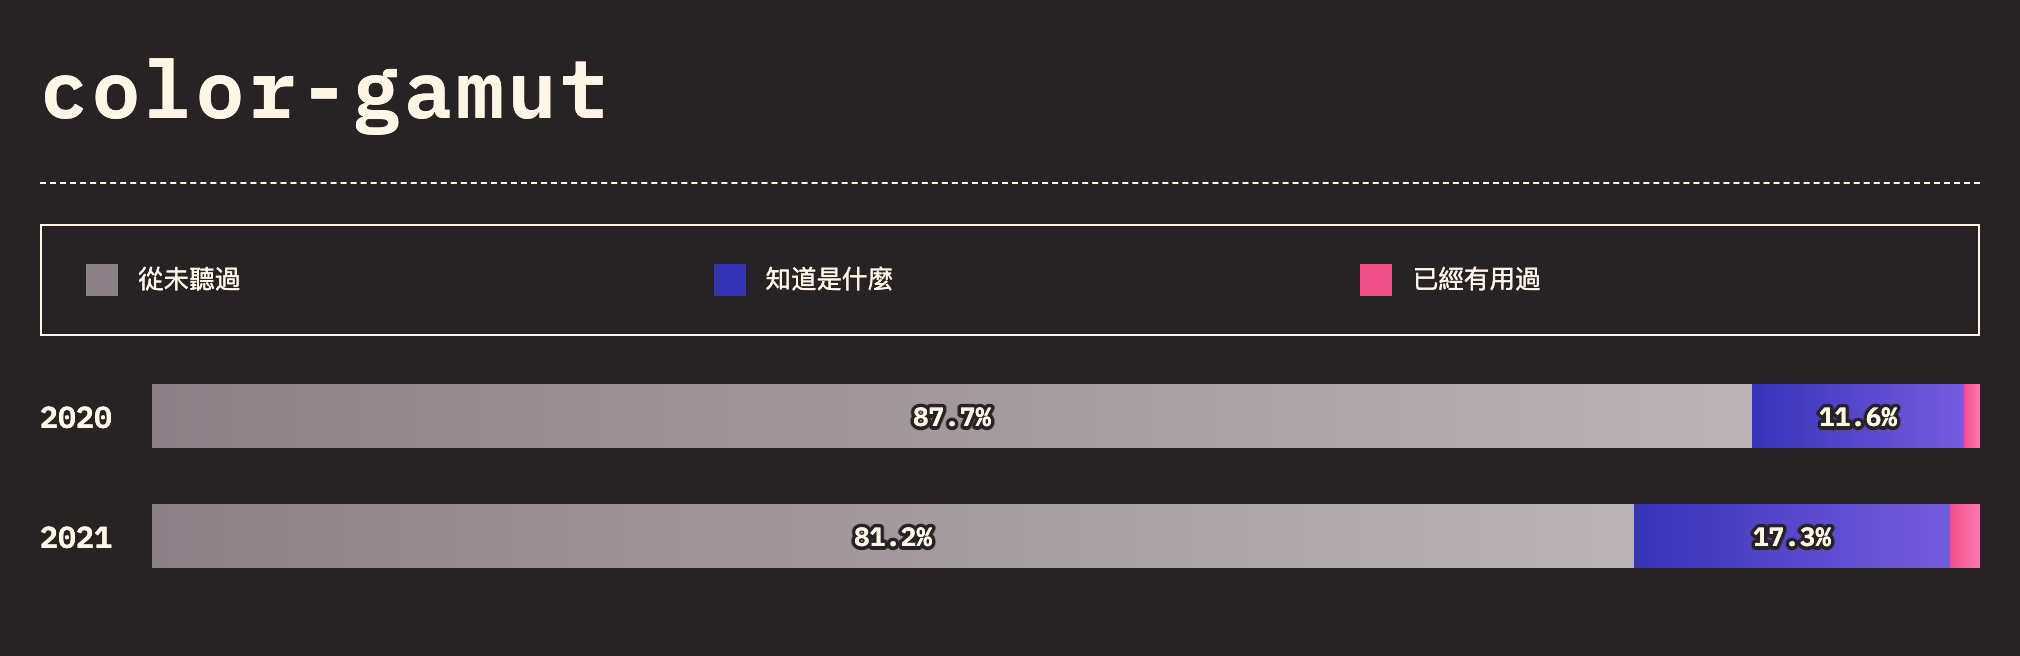 color-gamut
從未聽過 知道是什麼 已經有用過
2020 87.7% 11.6%
2021 81.2% 17.3%